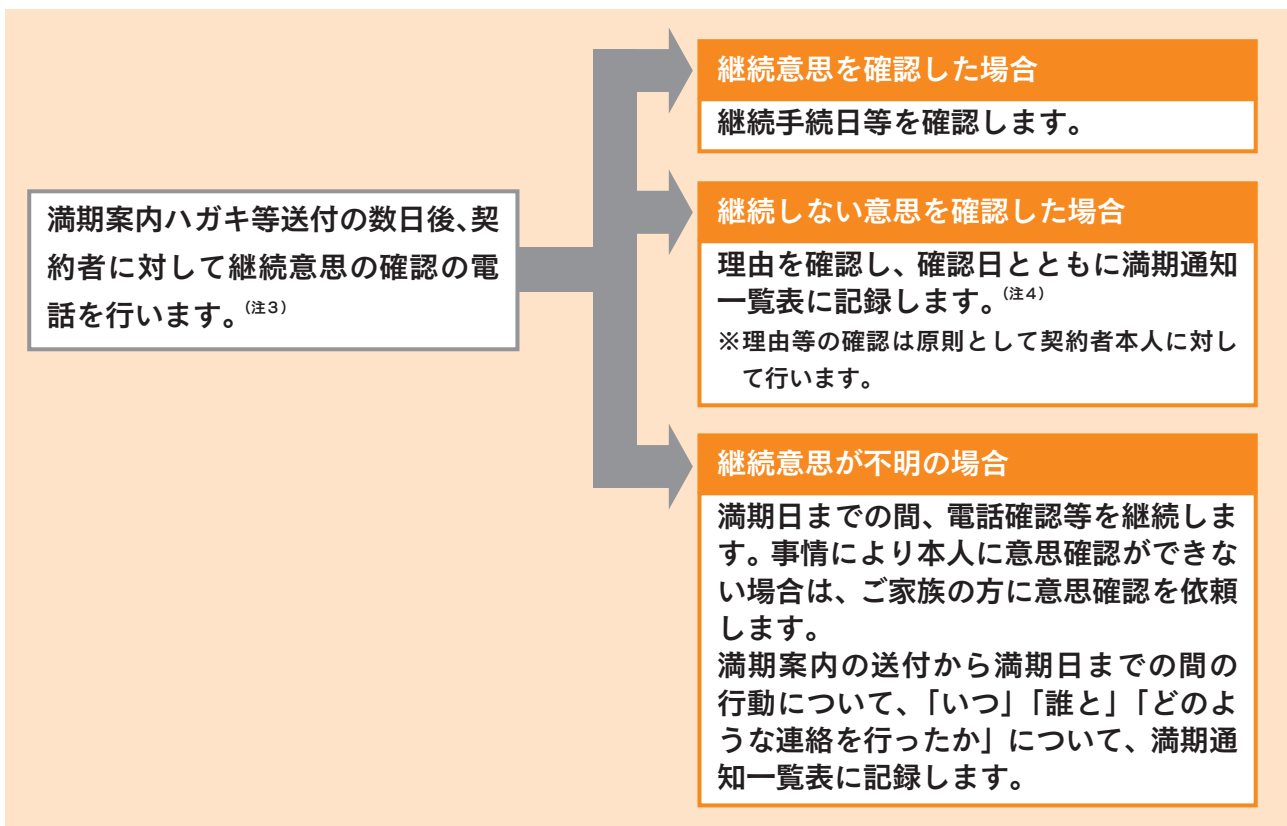 満期案内ハガキ等送付の数日後、契
約者に対して継続意思の確認の電
話を行います。(注3)
継続意思を確認した場合
継続手続日等を確認します。
継続しない意思を確認した場合
理由を確認し、確認日とともに満期通知
一覧表に記録します。(注4)
※理由等の確認は原則として契約者本人に対し
て行います。
継続意思が不明の場合
満期日までの間、電話確認等を継続しま
す。事情により本人に意思確認ができな
い場合は、ご家族の方に意思確認を依頼
します。
満期案内の送付から満期日までの間の
行動について、「いつ」「誰と」「どのよ
うな連絡を行ったか」について、満期通
知一覧表に記録します。